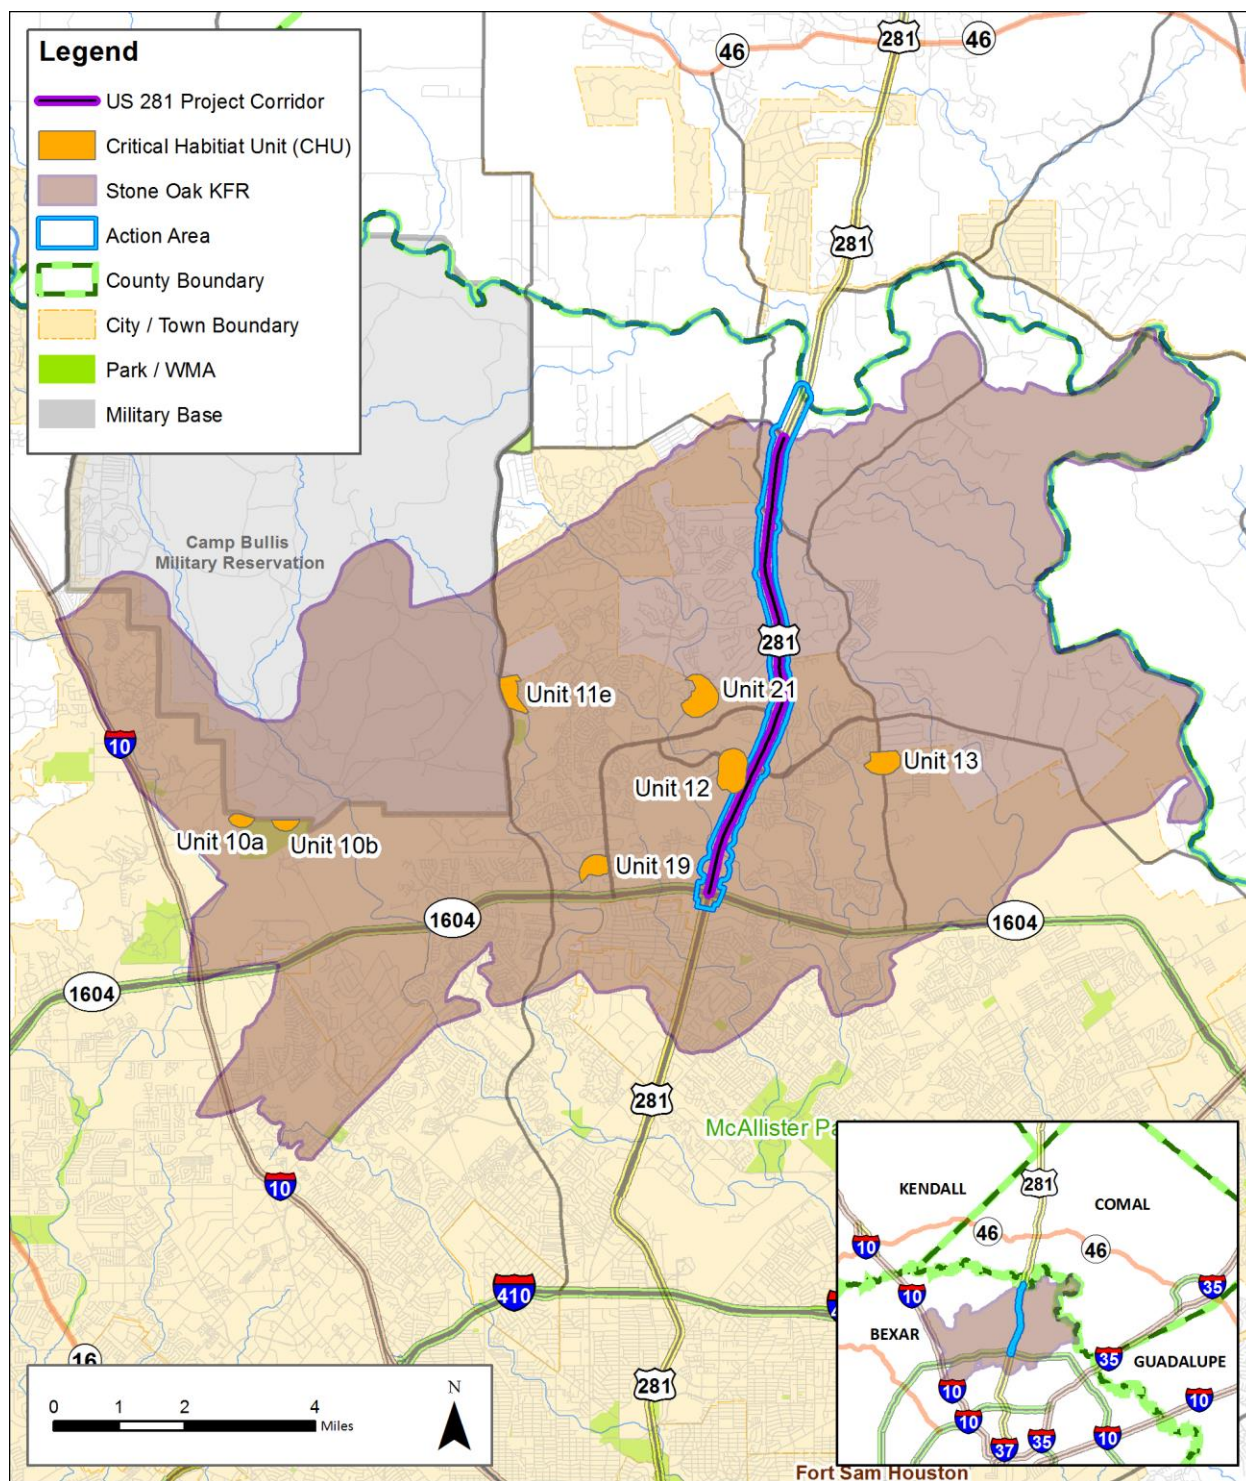 Legend
US 281 Project Corridor
Critical Habitiat Unit (CHU)
Stone Oak KFR
Action Area
County Boundary
City / Town Boundary
Park / WMA
Military Base
281
46
46
281
Camp Bullis
Military Reservation
281
Unit 11e
Unit 21
10
Unit 13
Unit 12
Unit 10a
Unit 10b
Unit 19
1604
1604
1604
281
McAllister
10
410
16
281
0 1 2 4
Miles
N
Fort Sam Houston
281
KENDALL
COMAL
46
46
10
10
35
BEXAR
35
GUADALUPE
10
10
10
37
35
10